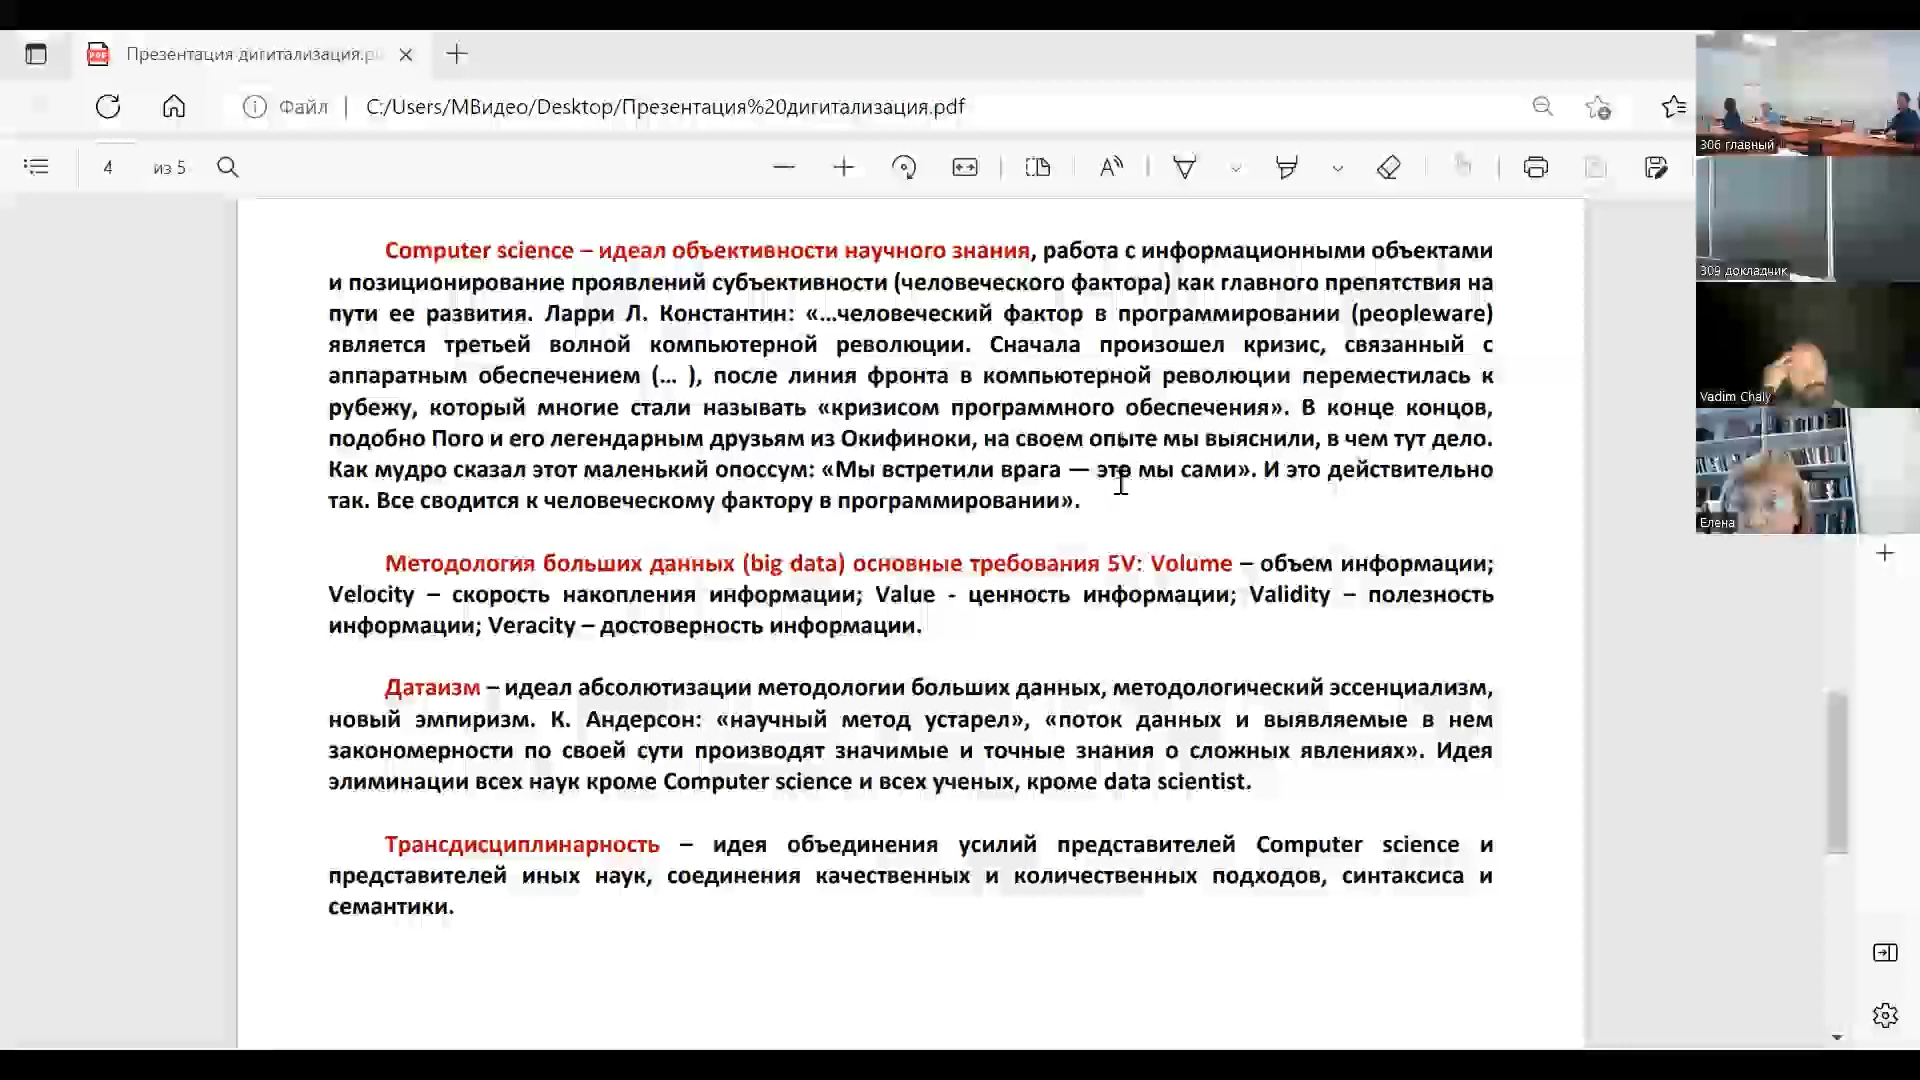 Презентация дигитализация.p
Файл
C:/Users/МВидео/Desktop/Презентация%20дигитализация.pdf
4 из 5
Computer science – идеал объективности научного знания, работа с информационными объектами
и позиционирование проявлений субъективности (человеческого фактора) как главного препятствия на
пути ее развития. Ларри Л. Константин: «…человеческий фактор в программировании (peopleware)
является третьей волной компьютерной революции. Сначала произошел кризис, связанный с
аппаратным обеспечением (… ), после линия фронта в компьютерной революции переместилась к
рубежу, который многие стали называть «кризисом программного обеспечения». В конце концов,
подобно Пого и его легендарным друзьям из Окифиноки, на своем опыте мы выяснили, в чем тут дело.
Как мудро сказал этот маленький опоссум: «Мы встретили врага — это мы сами». И это действительно
так. Все сводится к человеческому фактору в программировании».
Методология больших данных (big data) основные требования 5V: Volume – объем информации;
Velocity – скорость накопления информации; Value - ценность информации; Validity – полезность
информации; Veracity – достоверность информации.
Датаизм – идеал абсолютизации методологии больших данных, методологический эссенциализм,
новый эмпиризм. К. Андерсон: «научный метод устарел», «поток данных и выявляемые в нем
закономерности по своей сути производят значимые и точные знания о сложных явлениях». Идея
элиминации всех наук кроме Computer science и всех ученых, кроме data scientist.
Трансдисциплинарность – идея объединения усилий представителей Computer science и
представителей иных наук, соединения качественных и количественных подходов, синтаксиса и
семантики.
306 главный
309 докладчик
Vadim Chaly
Елена